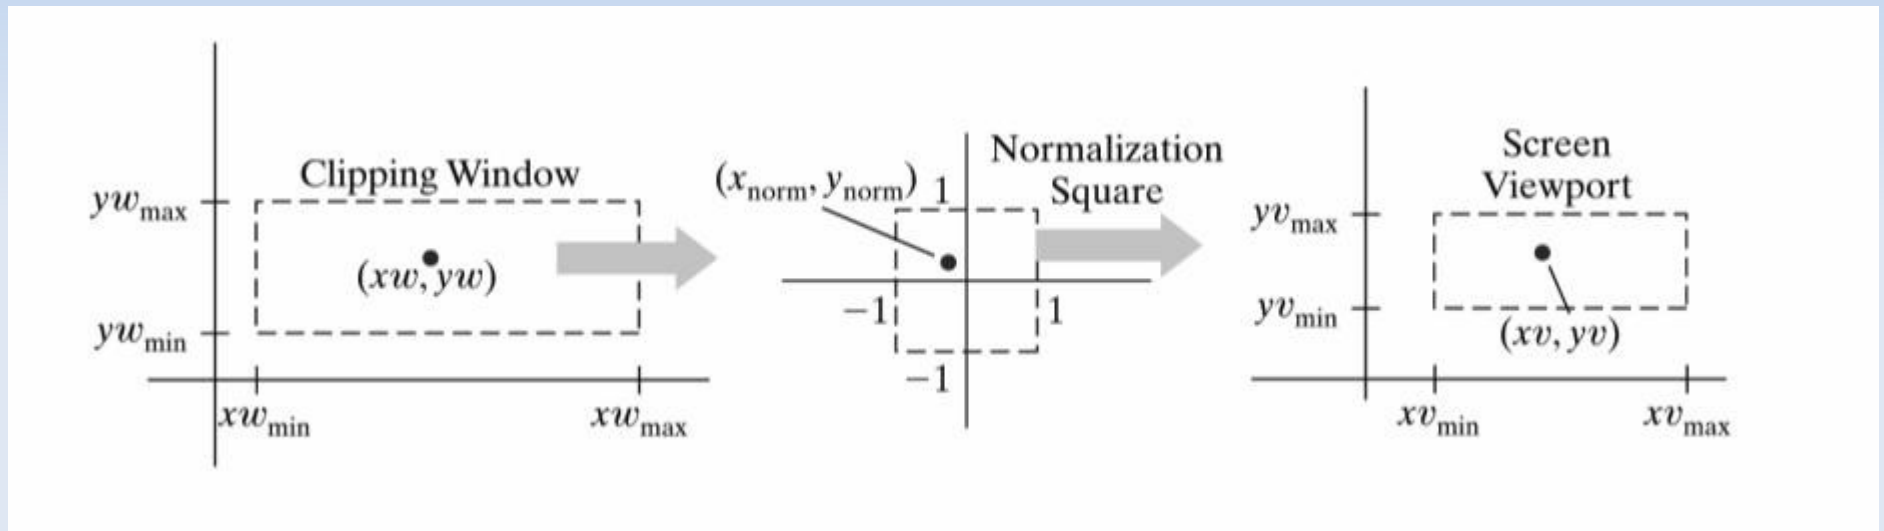 Clipping Window
yw_max
(xw, yw)
yw_min
xw_min
xw_max
(x_norm, y_norm)
1
Normalization
Square
−1
1
−1
Screen
Viewport
yv_max
yv_min
(xv, yv)
xv_min
xv_max